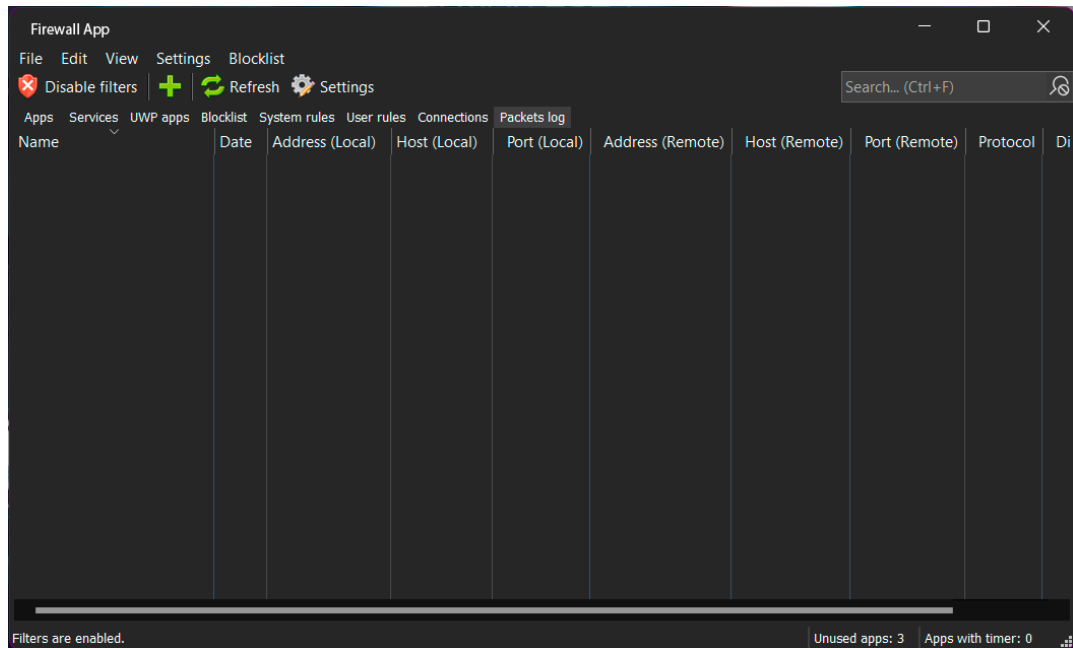 Firewall App
File Edit View Settings Blocklist
Disable filters Refresh Settings Search... (Ctrl+F)
Apps Services UWP apps Blocklist System rules User rules Connections Packets log
Name Date Address (Local) Host (Local) Port (Local) Address (Remote) Host (Remote) Port (Remote) Protocol Di
Filters are enabled. Unused apps: 3 Apps with timer: 0